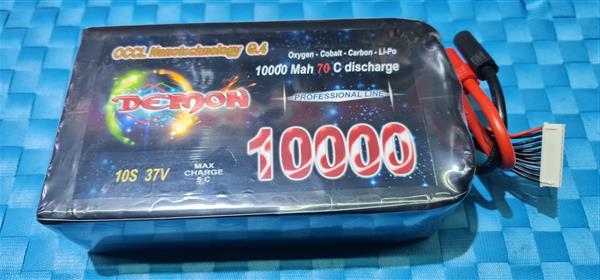 OCCL Nanotechnology 6.4
Oxygen - Cobalt - Carbon - Li-Po
10000 Mah 70 C discharge
DEMON
PROFESSIONAL LINE
10000
10S 37V
MAX
CHARGE
5 C